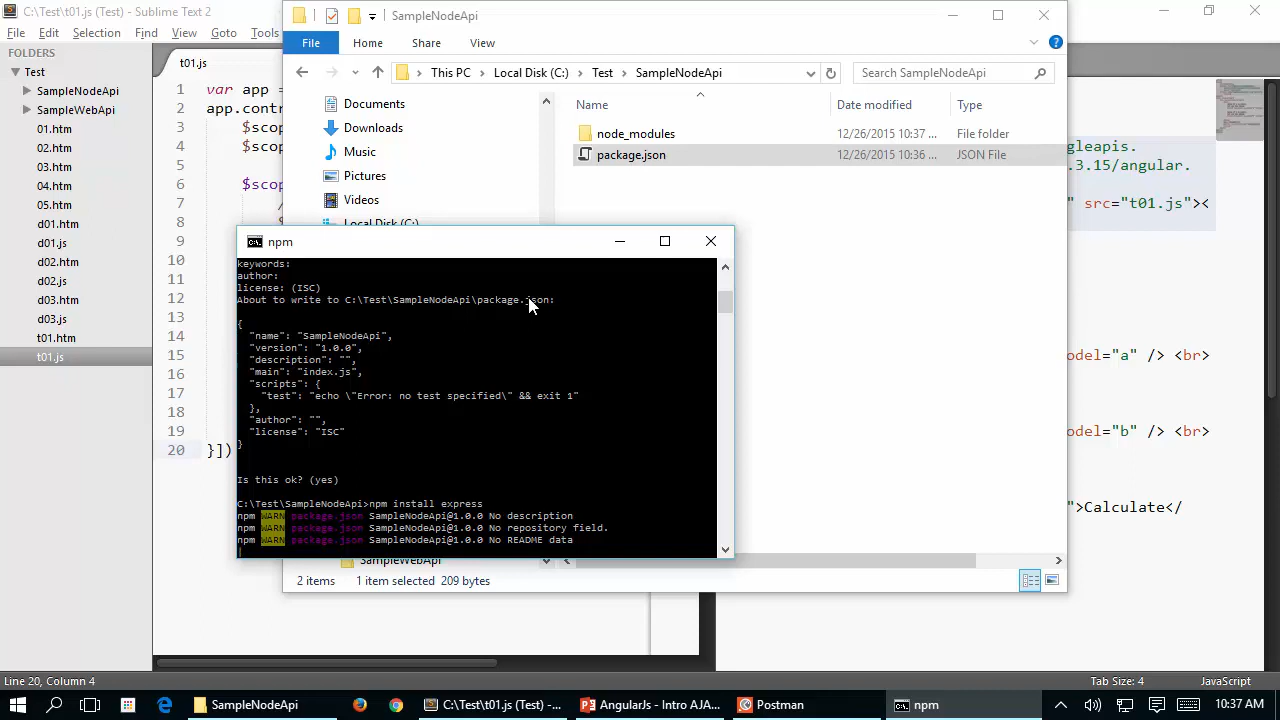 C:\Test\t01.js (Test) - Sublime Text 2
File Edit Selection Find View Goto Tools
FOLDERS
Test
SampleNodeApi
SampleWebApi
01.htm
02.htm
03.htm
04.htm
05.htm
d01.htm
d01.js
d02.htm
d02.js
d03.htm
d03.js
t01.htm
t01.js
t01.js
1 var app =
2 app.contr
3 $scop
4 $scop
5
6 $scop
7 /
8 $
9
10
11
12
13
14
15
16
17
18
19
20 }])
gleapis.
.3.15/angular.
" src="t01.js"><
odel="a" /> <br>
odel="b" /> <br>
>Calculate</
SampleNodeApi
File Home Share View
This PC Local Disk (C:) Test SampleNodeApi
Search SampleNodeApi
Documents
Downloads
Music
Pictures
Videos
Local Disk (C:)
SampleWebApi
Name Date modified Type
node_modules 12/26/2015 10:37 ... File folder
package.json 12/26/2015 10:36 ... JSON File
2 items 1 item selected 209 bytes
npm
keywords:
author:
license: (ISC)
About to write to C:\Test\SampleNodeApi\package.json:
{
"name": "SampleNodeApi",
"version": "1.0.0",
"description": "",
"main": "index.js",
"scripts": {
"test": "echo \"Error: no test specified\" && exit 1"
},
"author": "",
"license": "ISC"
}
Is this ok? (yes)
C:\Test\SampleNodeApi>npm install express
npm WARN package.json SampleNodeApi@1.0.0 No description
npm WARN package.json SampleNodeApi@1.0.0 No repository field.
npm WARN package.json SampleNodeApi@1.0.0 No README data
|
Line 20, Column 4
Tab Size: 4 JavaScript
SampleNodeApi
C:\Test\t01.js (Test) -...
AngularJs - Intro AJA...
Postman
npm
10:37 AM